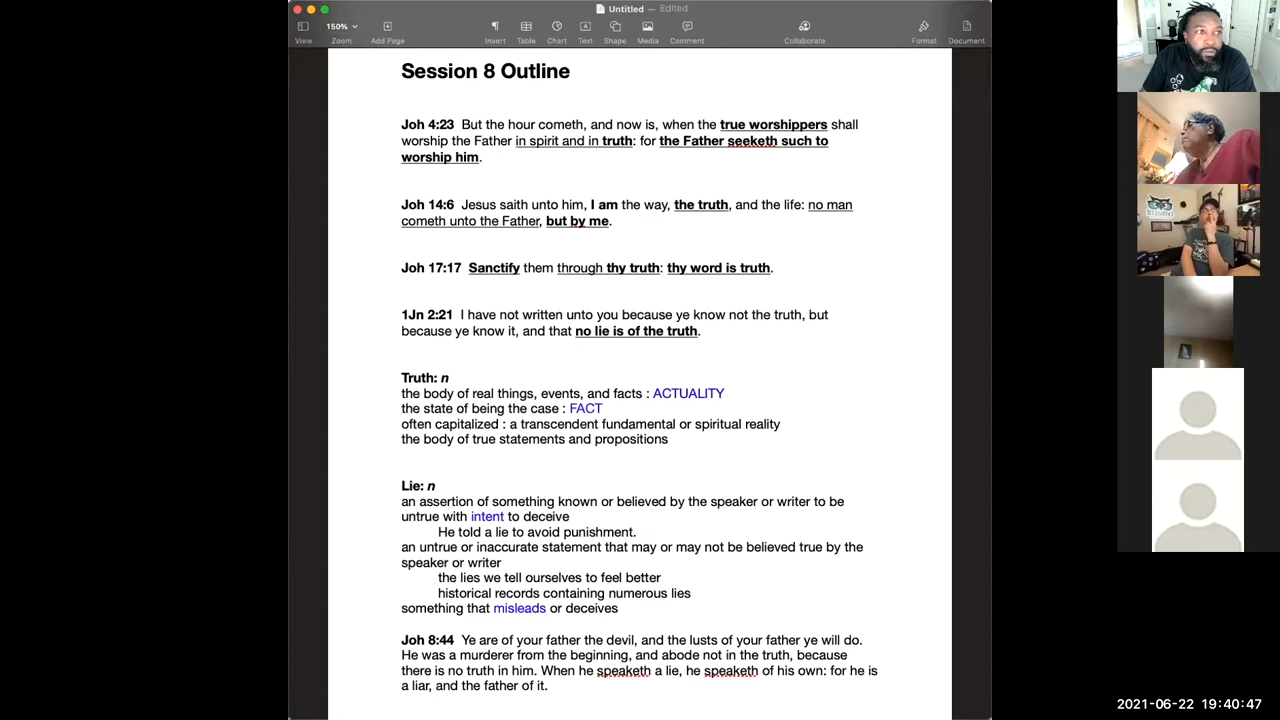 Untitled — Edited
150%
View Zoom Add Page Insert Table Chart Text Shape Media Comment Collaborate Format Document
Session 8 Outline
Joh 4:23 But the hour cometh, and now is, when the true worshippers shall
worship the Father in spirit and in truth: for the Father seeketh such to
worship him.
Joh 14:6 Jesus saith unto him, I am the way, the truth, and the life: no man
cometh unto the Father, but by me.
Joh 17:17 Sanctify them through thy truth: thy word is truth.
1Jn 2:21 I have not written unto you because ye know not the truth, but
because ye know it, and that no lie is of the truth.
Truth: n
the body of real things, events, and facts : ACTUALITY
the state of being the case : FACT
often capitalized : a transcendent fundamental or spiritual reality
the body of true statements and propositions
Lie: n
an assertion of something known or believed by the speaker or writer to be
untrue with intent to deceive
He told a lie to avoid punishment.
an untrue or inaccurate statement that may or may not be believed true by the
speaker or writer
the lies we tell ourselves to feel better
historical records containing numerous lies
something that misleads or deceives
Joh 8:44 Ye are of your father the devil, and the lusts of your father ye will do.
He was a murderer from the beginning, and abode not in the truth, because
there is no truth in him. When he speaketh a lie, he speaketh of his own: for he is
a liar, and the father of it.
2021-06-22 19:40:47